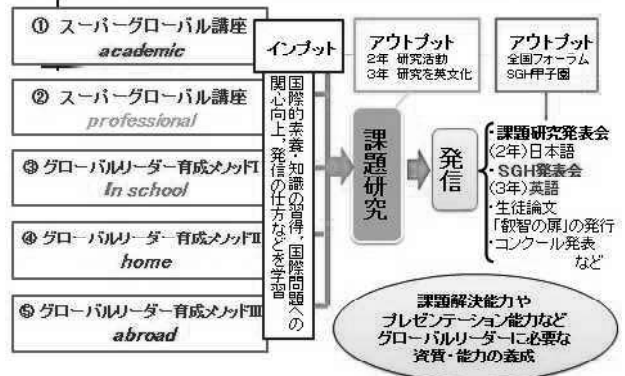 ① スーパーグローバル講座
academic
② スーパーグローバル講座
professional
③ グローバルリーダー育成メソッドⅠ
In school
④ グローバルリーダー育成メソッドⅡ
home
⑤ グローバルリーダー育成メソッドⅢ
abroad
インプット
国際的素養・知識の習得、国際問題への
関心向上、発信の仕方などを学習
アウトプット
2年 研究活動
3年 研究を英文化
課題研究
アウトプット
全国フォーラム
SGH甲子園
発信
・課題研究発表会
(2年)日本語
・SGH発表会
(3年)英語
・生徒論文
「叡智の扉」の発行
・コンクール発表
など
課題解決能力や
プレゼンテーション能力など
グローバルリーダーに必要な
資質・能力の養成